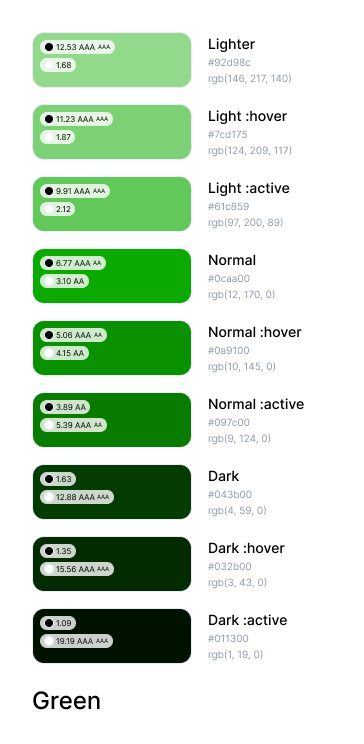 12.53 AAA AAA
1.68
Lighter
#92d98c
rgb(146, 217, 140)
11.23 AAA AAA
1.87
Light :hover
#7cd175
rgb(124, 209, 117)
9.91 AAA AAA
2.12
Light :active
#61c859
rgb(97, 200, 89)
6.77 AAA AA
3.10 AA
Normal
#0caa00
rgb(12, 170, 0)
5.06 AAA AA
4.15 AA
Normal :hover
#0a9100
rgb(10, 145, 0)
3.89 AA
5.39 AAA AA
Normal :active
#097c00
rgb(9, 124, 0)
1.63
12.88 AAA AAA
Dark
#043b00
rgb(4, 59, 0)
1.35
15.56 AAA AAA
Dark :hover
#032b00
rgb(3, 43, 0)
1.09
19.19 AAA AAA
Dark :active
#011300
rgb(1, 19, 0)
Green